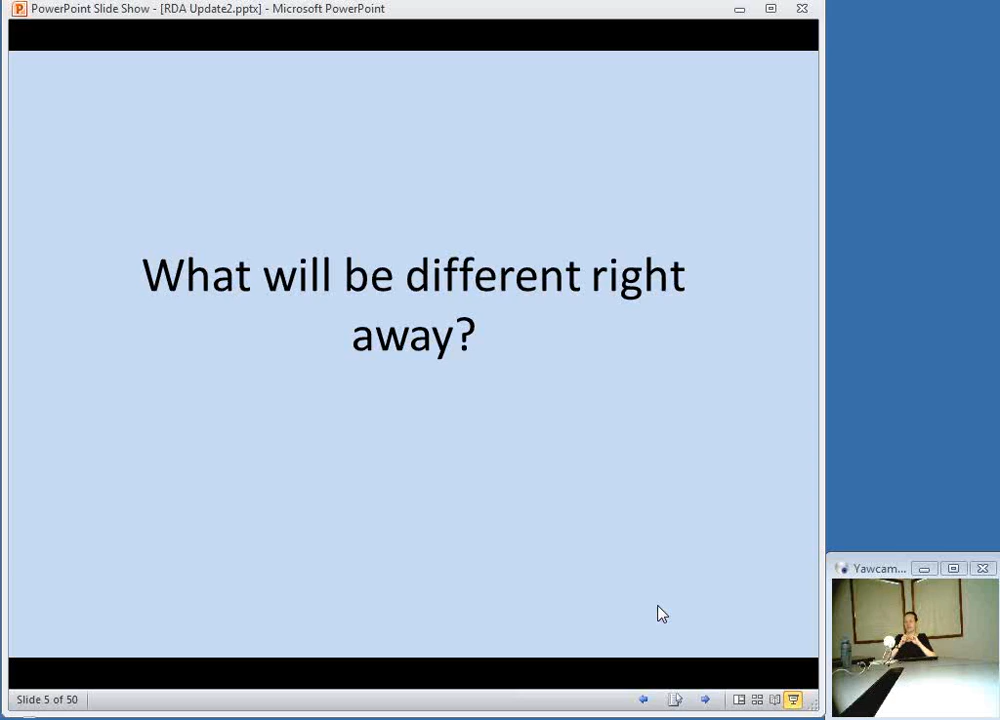 PowerPoint Slide Show - [RDA Update2.pptx] - Microsoft PowerPoint
What will be different right
away?
Yawcam...
Slide 5 of 50